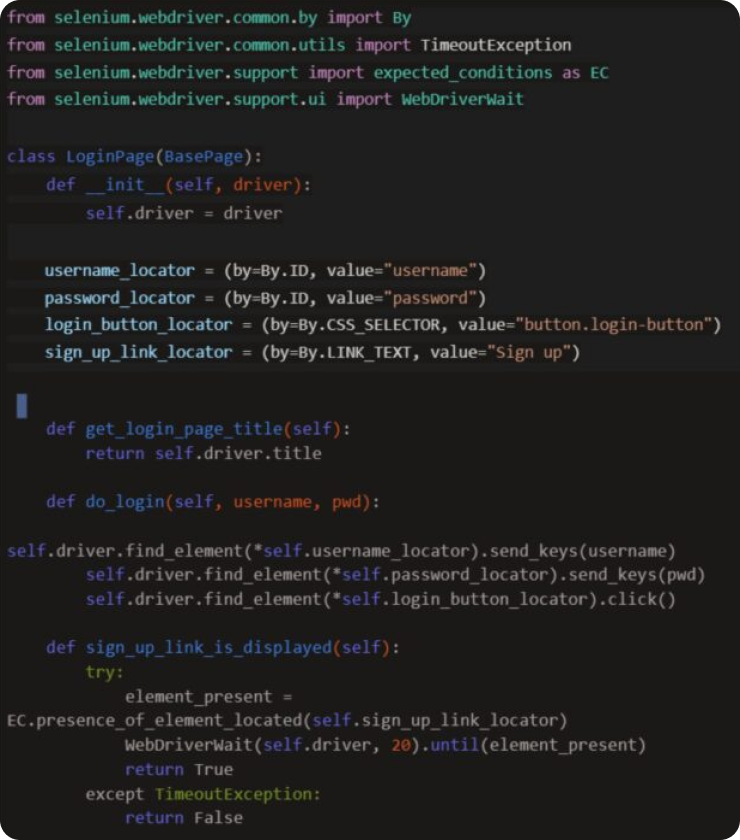 from selenium.webdriver.common.by import By
from selenium.webdriver.common.utils import TimeoutException
from selenium.webdriver.support import expected_conditions as EC
from selenium.webdriver.support.ui import WebDriverWait
class LoginPage(BasePage):
    def __init__(self, driver):
        self.driver = driver
    username_locator = (by=By.ID, value="username")
    password_locator = (by=By.ID, value="password")
    login_button_locator = (by=By.CSS_SELECTOR, value="button.login-button")
    sign_up_link_locator = (by=By.LINK_TEXT, value="Sign up")
    def get_login_page_title(self):
        return self.driver.title
    def do_login(self, username, pwd):
self.driver.find_element(*self.username_locator).send_keys(username)
        self.driver.find_element(*self.password_locator).send_keys(pwd)
        self.driver.find_element(*self.login_button_locator).click()
    def sign_up_link_is_displayed(self):
        try:
            element_present =
EC.presence_of_element_located(self.sign_up_link_locator)
            WebDriverWait(self.driver, 20).until(element_present)
            return True
        except TimeoutException:
            return False